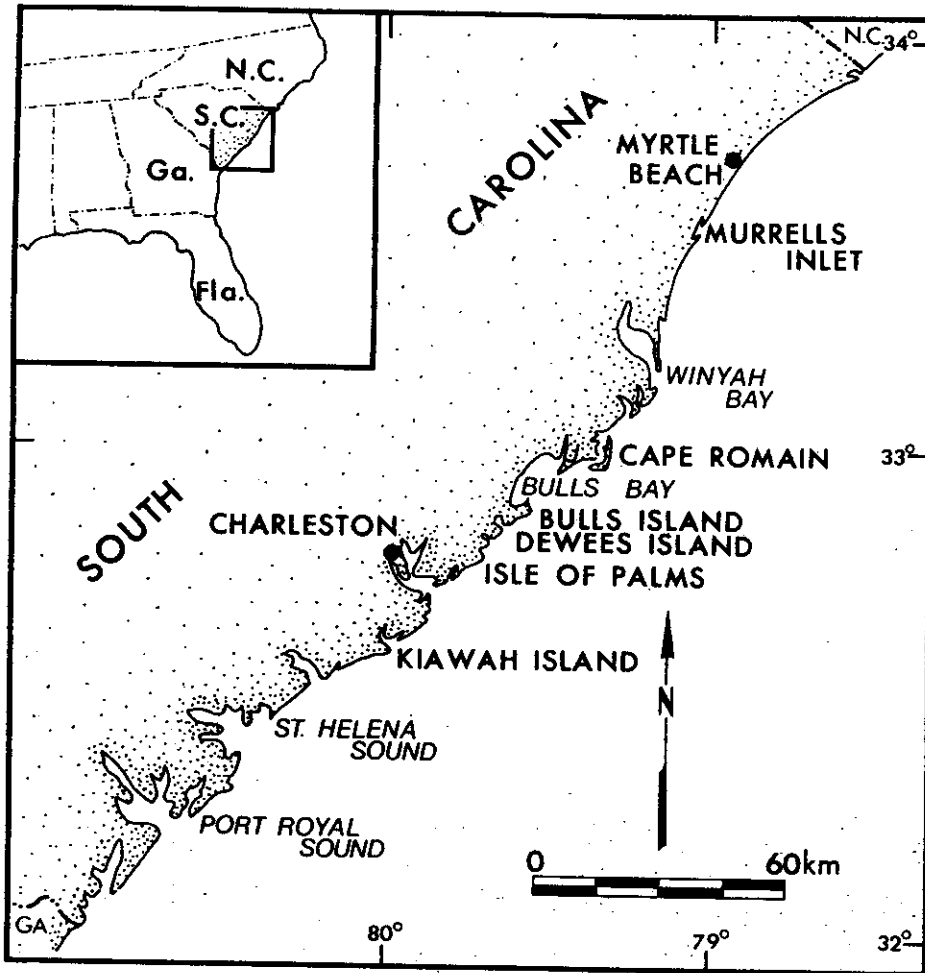 N.C.
S.C.
Ga.
Fla.
N.C.
34°
CAROLINA
MYRTLE
BEACH
MURRELLS
INLET
WINYAH
BAY
CAPE ROMAIN
33°
BULLS BAY
SOUTH
CHARLESTON
BULLS ISLAND
DEWEES ISLAND
ISLE OF PALMS
KIAWAH ISLAND
N
ST. HELENA
SOUND
PORT ROYAL
SOUND
0 60km
GA.
80°
79°
32°